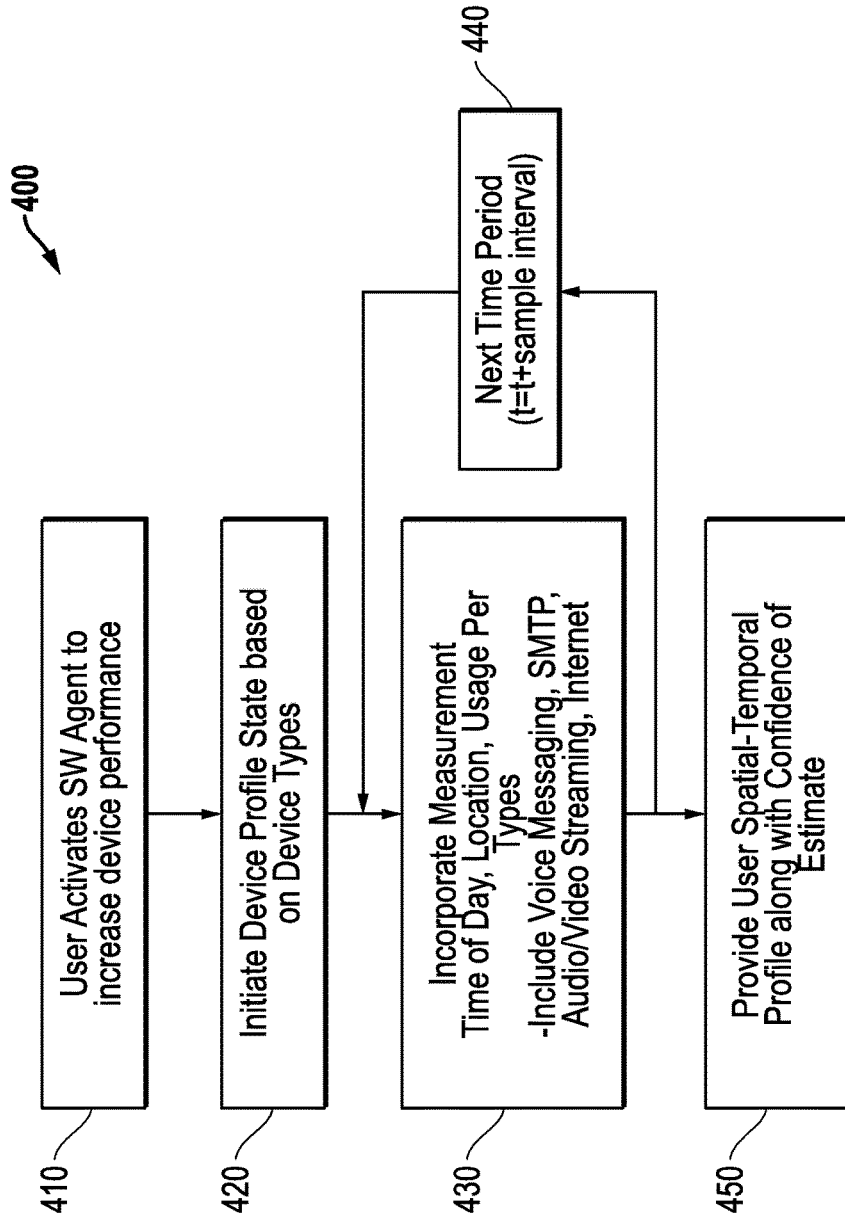 400
410
User Activates SW Agent to
increase device performance
420
Initiate Device Profile State based
on Device Types
430
Incorporate Measurement
Time of Day, Location, Usage Per
Types
-Include Voice Messaging, SMTP,
Audio/Video Streaming, Internet
440
Next Time Period
(t=t+sample interval)
450
Provide User Spatial-Temporal
Profile along with Confidence of
Estimate